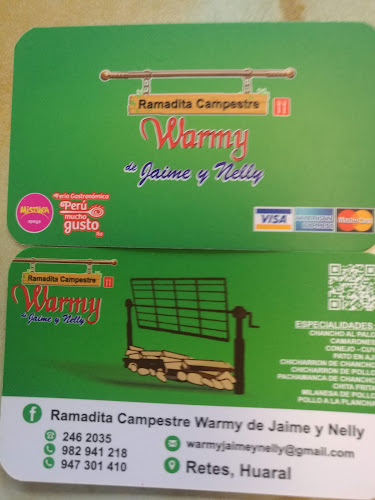 Ramadita Campestre
Warmy
de Jaime y Nelly
MISTURA
apega
Feria Gastronómica
Perú
mucho
gusto
VISA
AMERICAN
EXPRESS
MasterCard
Ramadita Campestre
Warmy
de Jaime y Nelly
ESPECIALIDADES:
CHANCHO AL PALO
CAMARONES
CONEJO - CUY
PATO EN AJÍ
CHICHARRON DE CHANCHO
CHICHARRON DE POLLO
PACHAMANCA DE CHANCHO
CHITA FRITA
MILANESA DE POLLO
POLLO A LA PLANCHA
Ramadita Campestre Warmy de Jaime y Nelly
246 2035
982 941 218
947 301 410
warmyjaimeynelly@gmail.com
Retes, Huaral